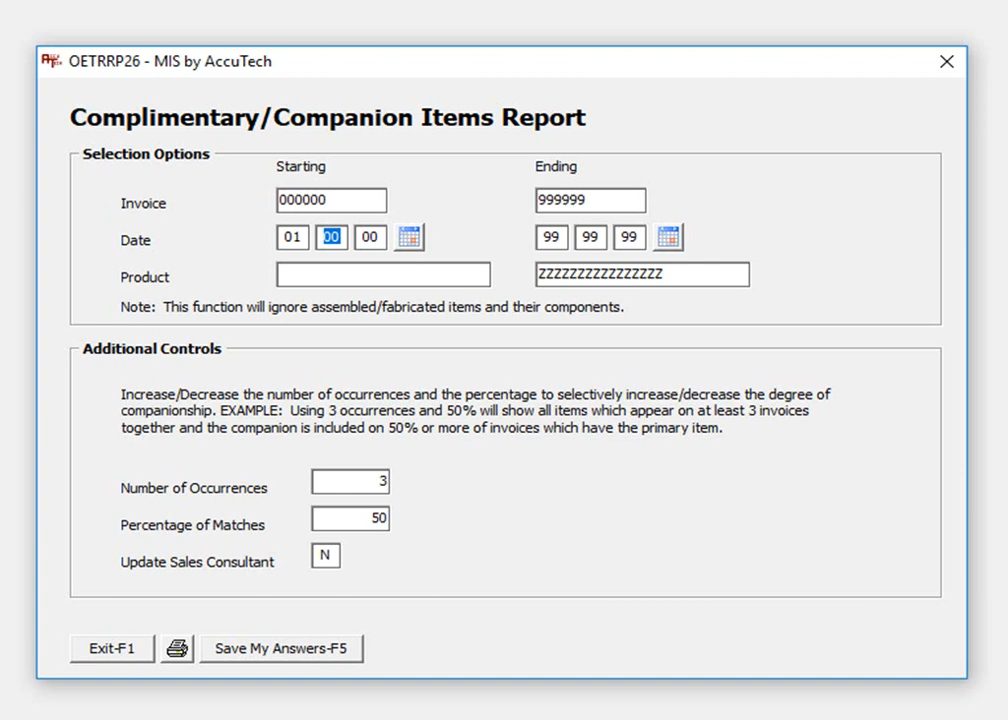 OETRRP26 - MIS by AccuTech
Complimentary/Companion Items Report
Selection Options
Starting Ending
Invoice 000000 999999
Date 01 00 00 99 99 99
Product ZZZZZZZZZZZZZZZZ
Note: This function will ignore assembled/fabricated items and their components.
Additional Controls
Increase/Decrease the number of occurrences and the percentage to selectively increase/decrease the degree of
companionship. EXAMPLE: Using 3 occurrences and 50% will show all items which appear on at least 3 invoices
together and the companion is included on 50% or more of invoices which have the primary item.
Number of Occurrences 3
Percentage of Matches 50
Update Sales Consultant N
Exit-F1 Save My Answers-F5